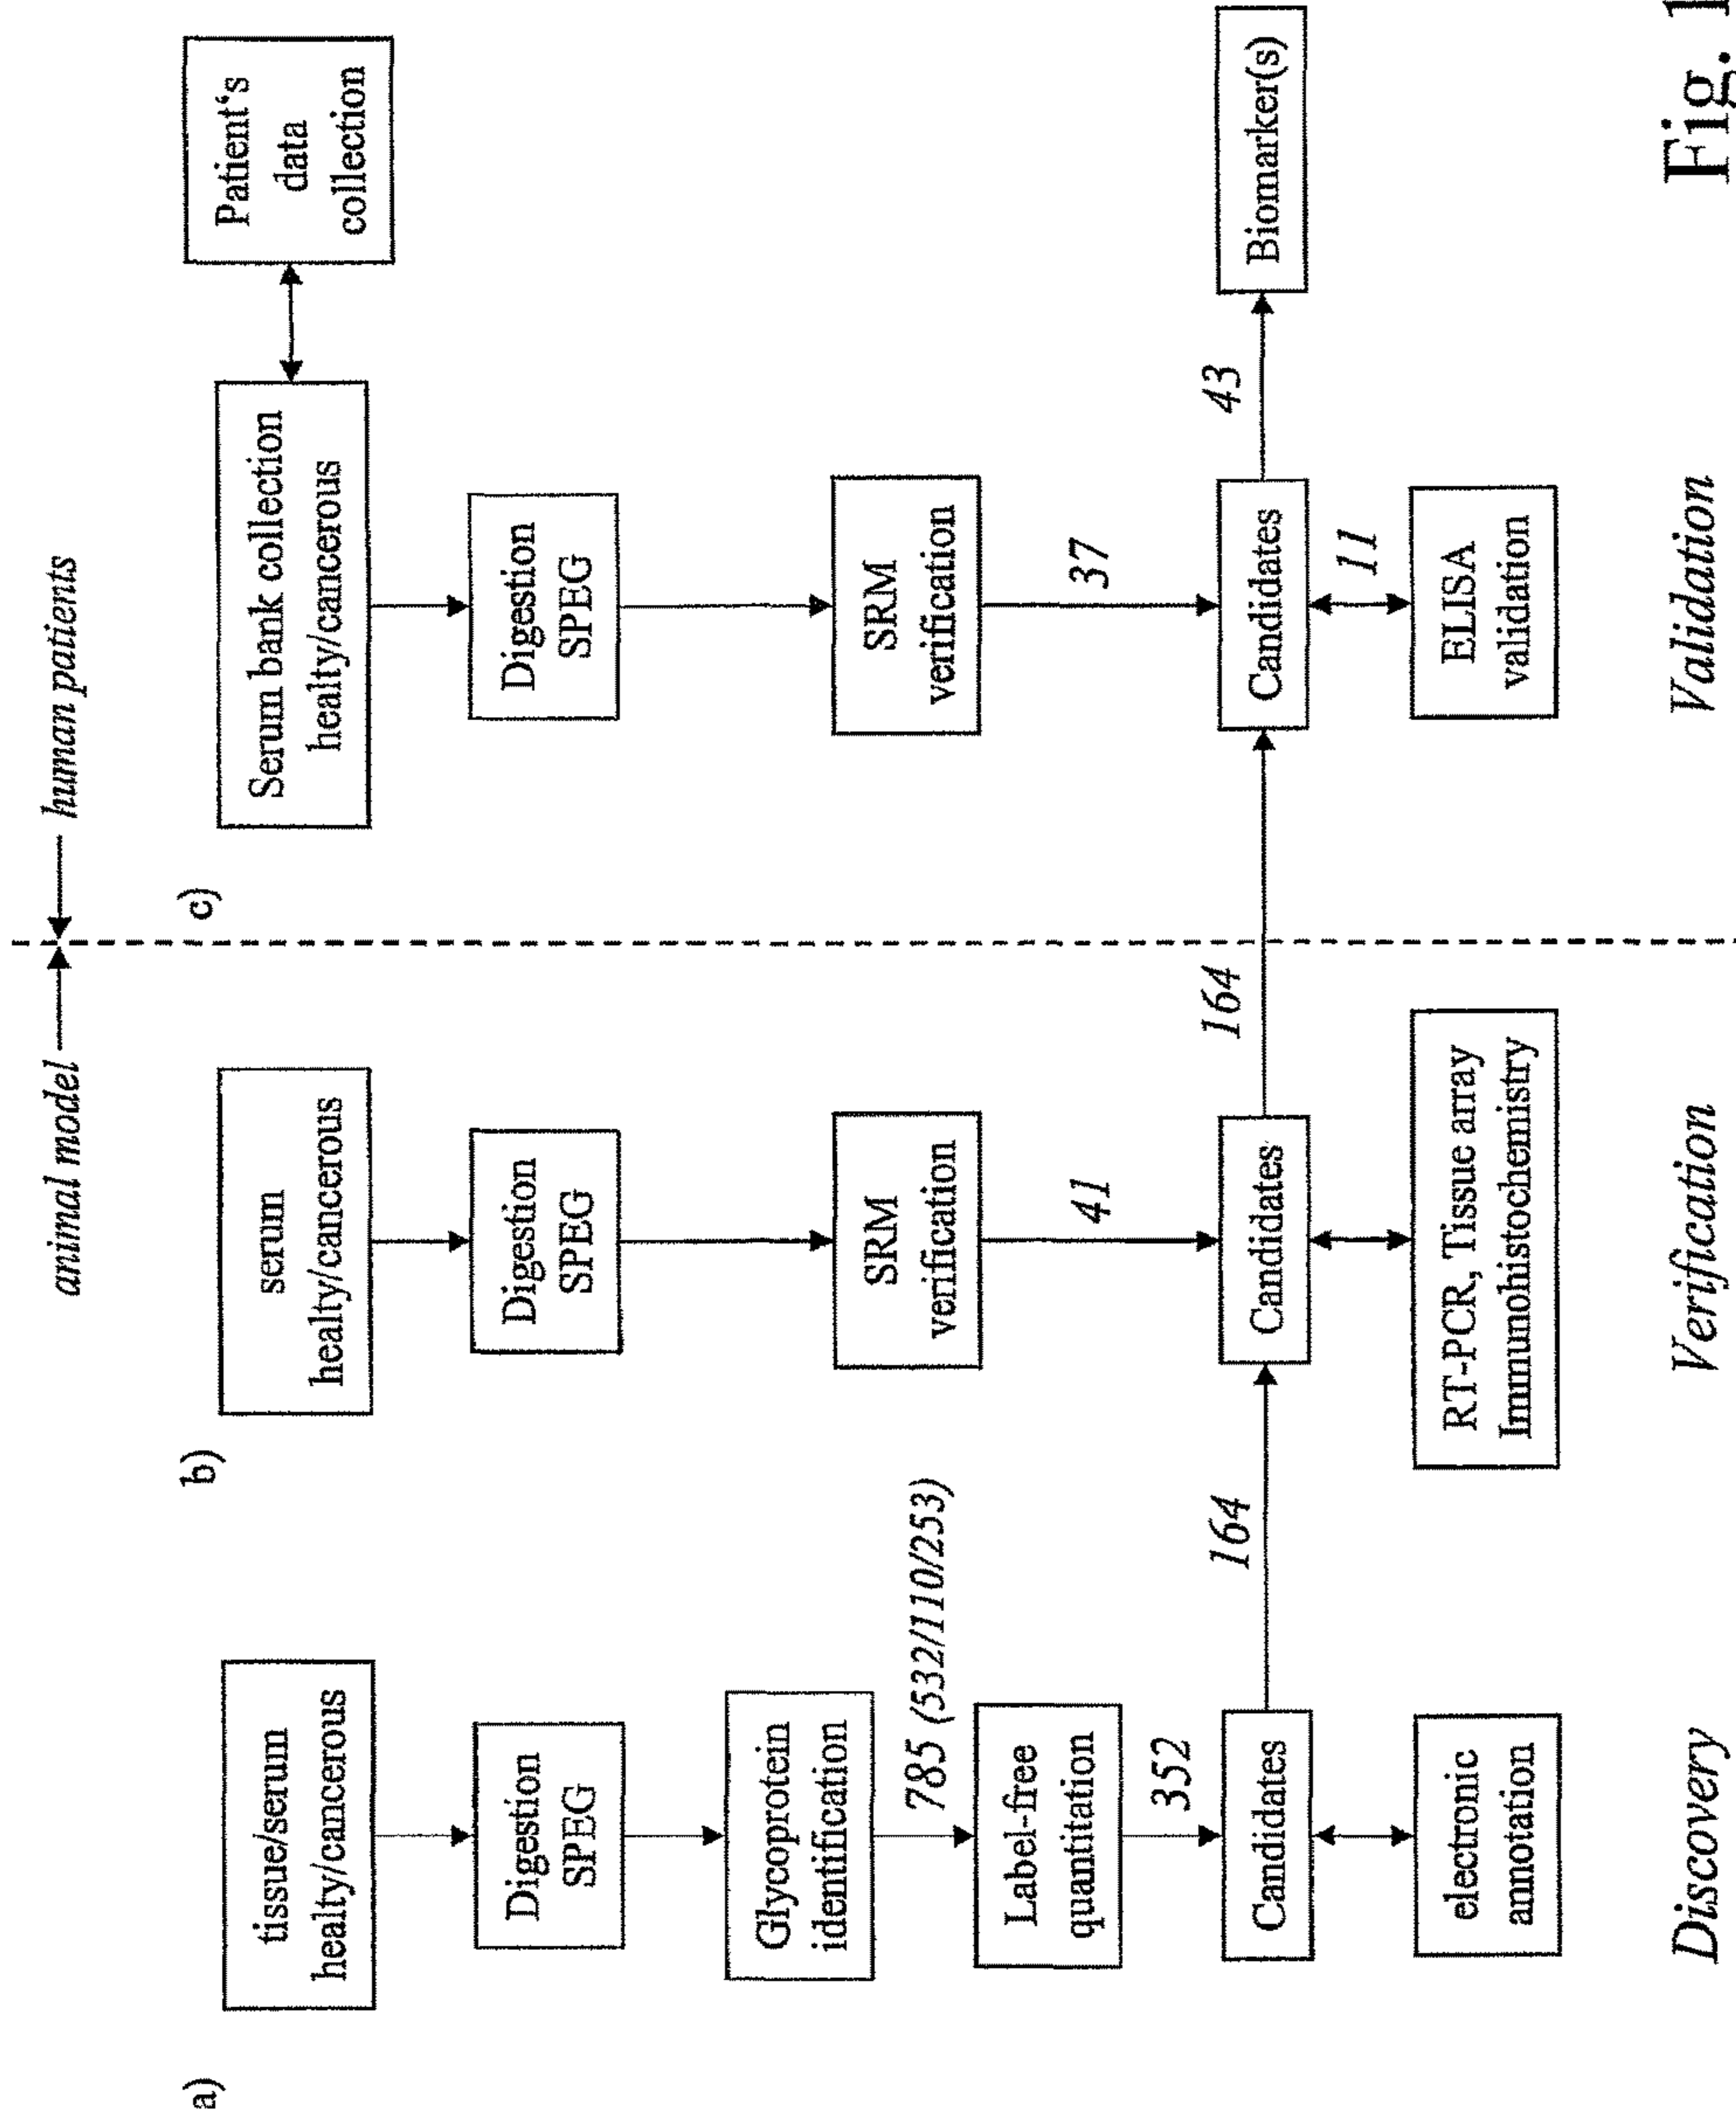 animal model
human patients
a)
tissue/serum
healty/cancerous
Digestion
SPEG
Glycoprotein
identification
785 (532/110/253)
Label-free
quantitation
352
Candidates
electronic
annotation
Discovery
164
b)
serum
healty/cancerous
Digestion
SPEG
SRM
verification
41
Candidates
RT-PCR, Tissue array
Immunohistochemistry
Verification
164
c)
Serum bank collection
healty/cancerous
Patient‘s
data
collection
Digestion
SPEG
SRM
verification
37
Candidates
11
ELISA
validation
43
Biomarker(s)
Validation
Fig. 1